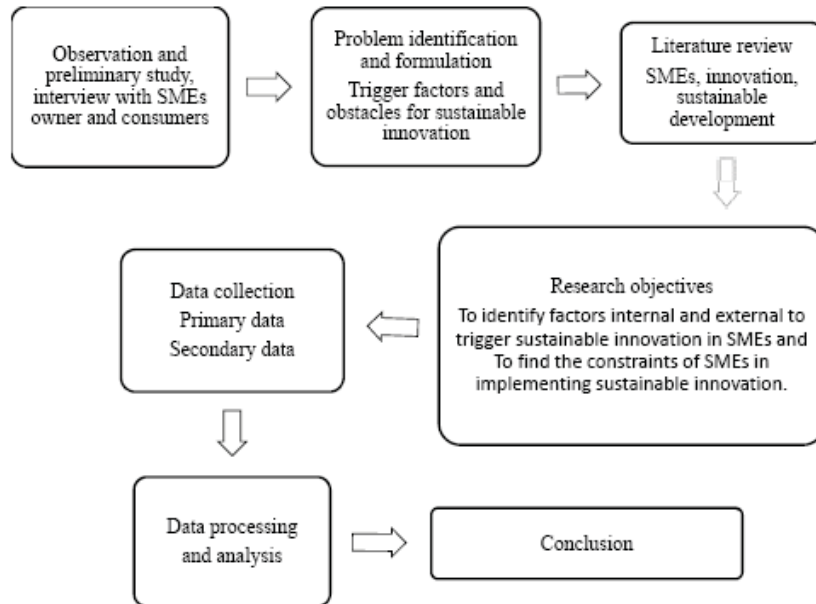 Observation and
preliminary study,
interview with SMEs
owner and consumers
Problem identification
and formulation
Trigger factors and
obstacles for sustainable
innovation
Literature review
SMEs, innovation,
sustainable
development
Research objectives
To identify factors internal and external to
trigger sustainable innovation in SMEs and
To find the constraints of SMEs in
implementing sustainable innovation.
Data collection
Primary data
Secondary data
Data processing
and analysis
Conclusion